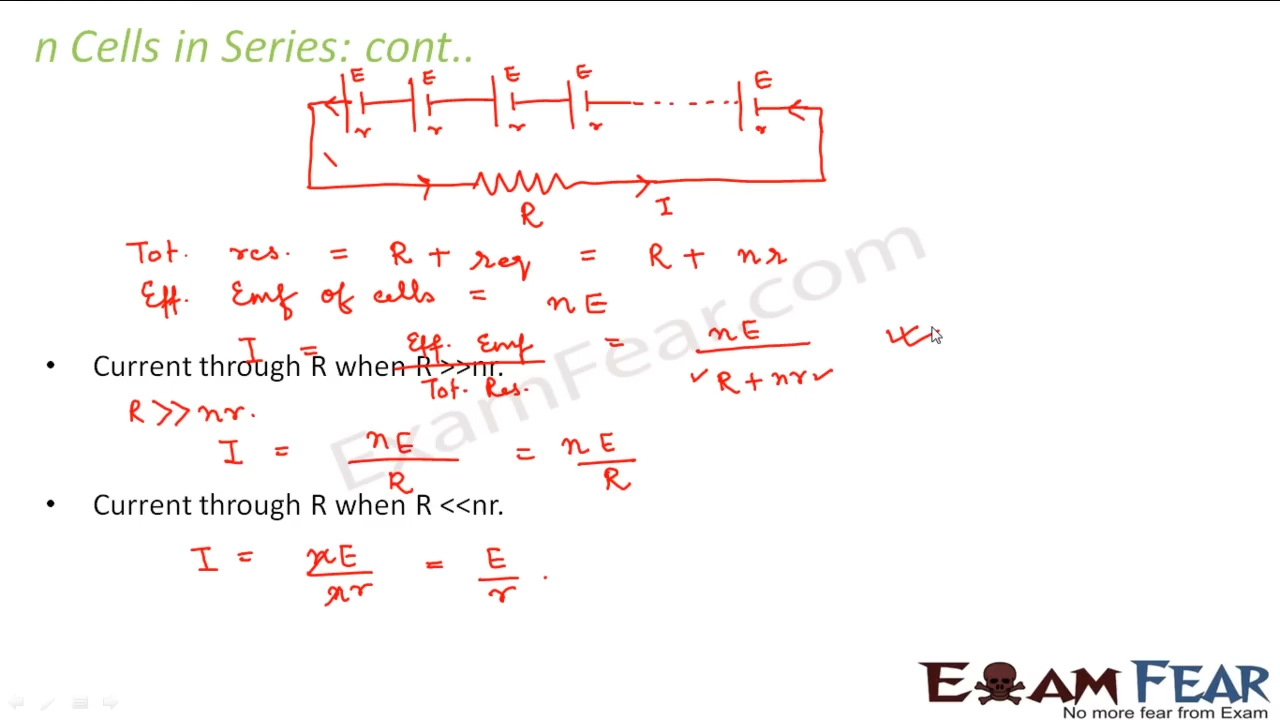 n Cells in Series: cont..
E E E E E
r r r r r
R I
Tot. res. = R + req = R + nr
Eff. Emf of cells = nE
I = Eff. Emf / Tot. Res. = nE / R + nr
• Current through R when R >>nr.
R >> nr.
I = nE / R = nE / R
• Current through R when R <<nr.
I = nE / nr = E / r .
ExamFear.com
EXAM FEAR
No more fear from Exam